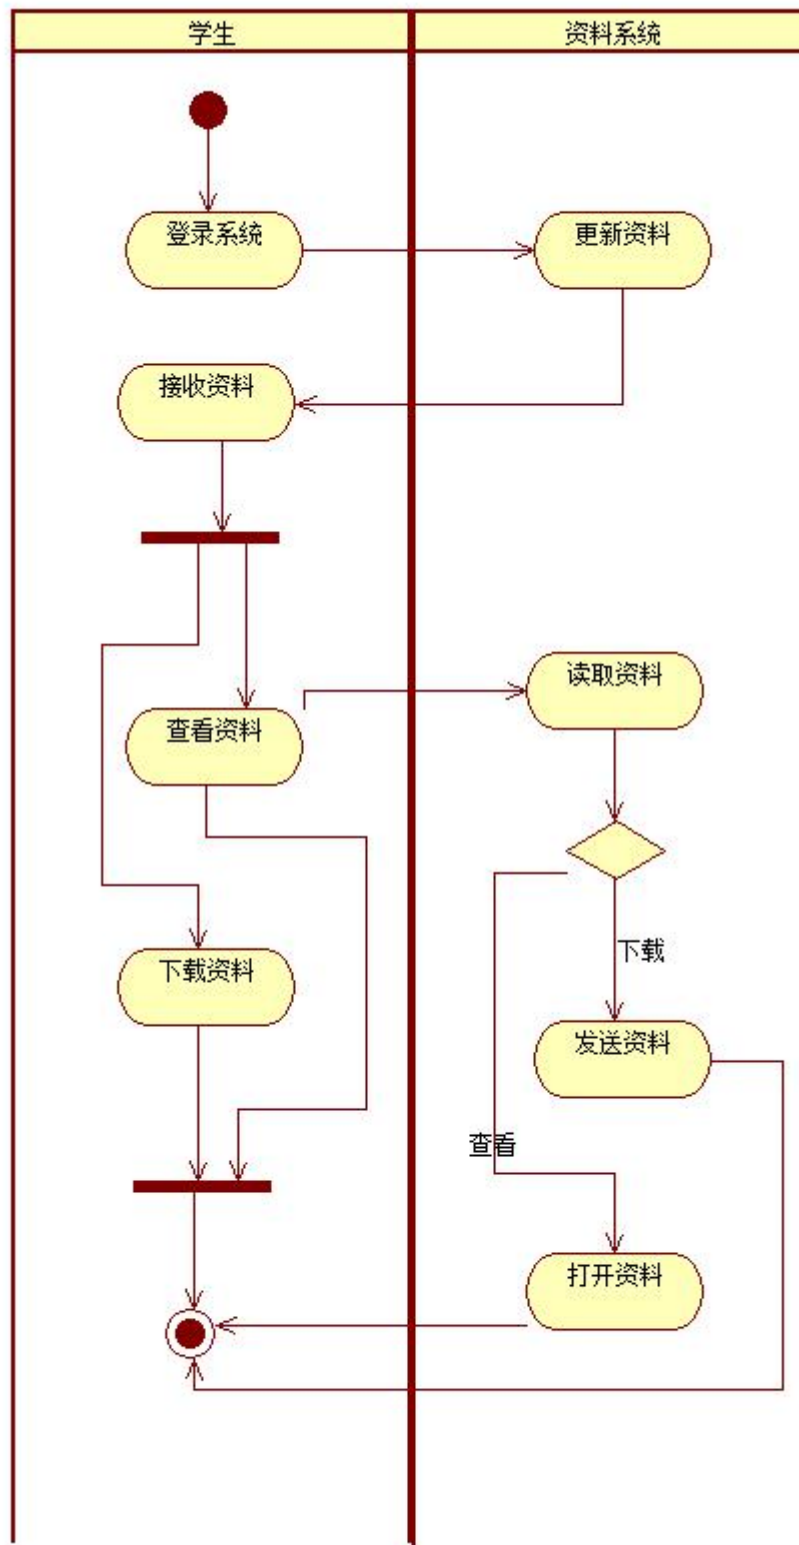 学生
资料系统
登录系统
更新资料
接收资料
读取资料
查看资料
下载
下载资料
发送资料
查看
打开资料